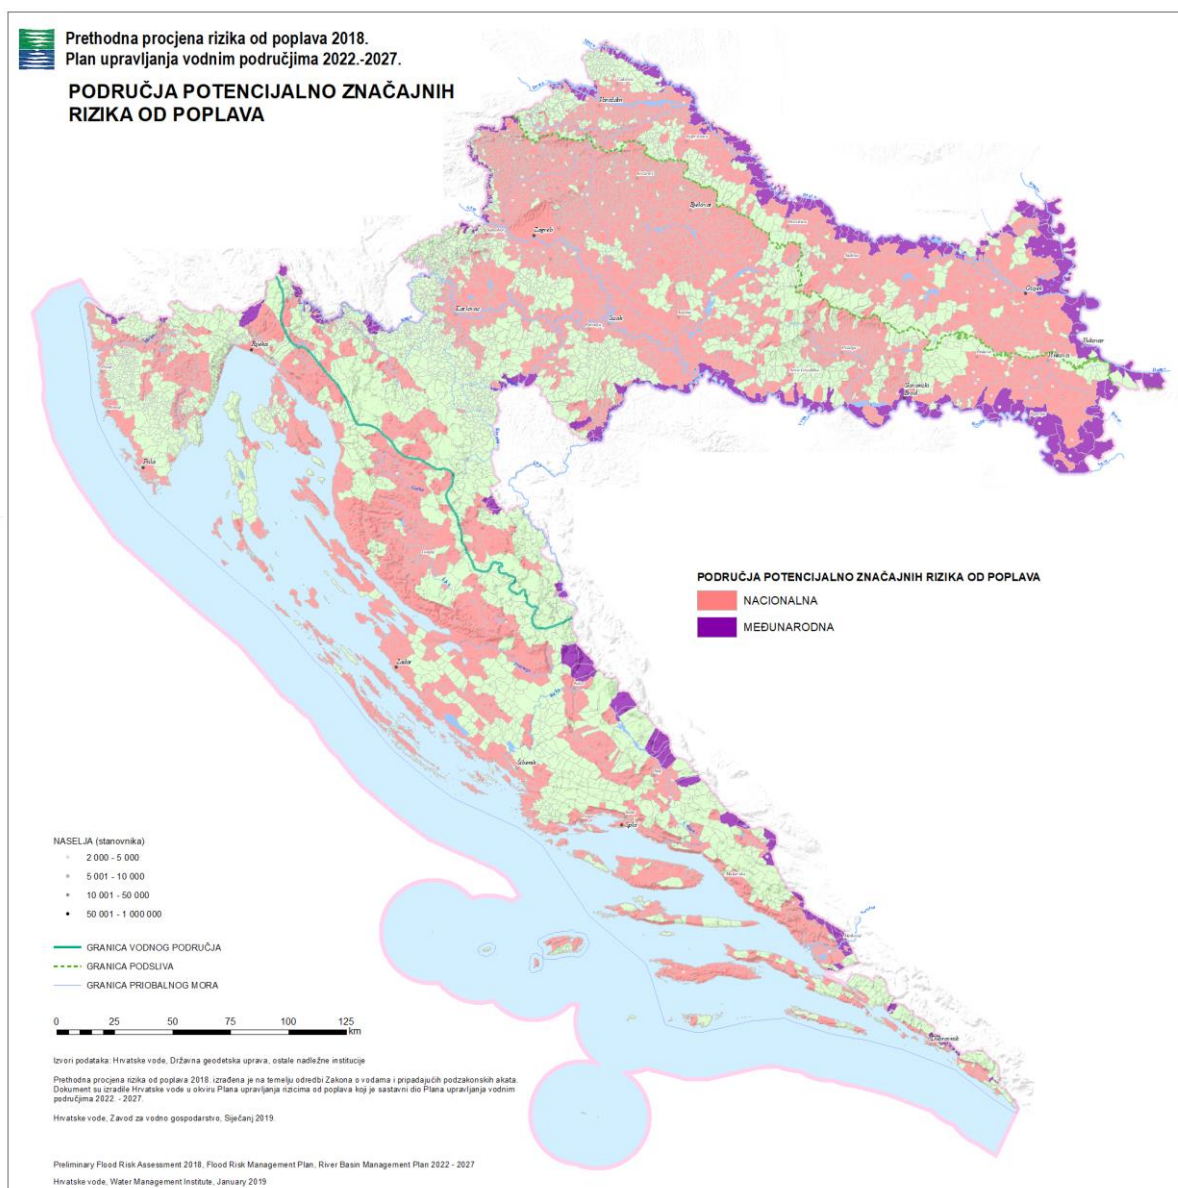 Prethodna procjena rizika od poplava 2018.
Plan upravljanja vodnim područjima 2022.-2027.
PODRUČJA POTENCIJALNO ZNAČAJNIH
RIZIKA OD POPLAVA
Varaždin
Bjelovar
Zagreb
Karlovac
Sisak
Osijek
Vukovar
Vinkovci
Slavonski
Brod
Rijeka
Pula
Zadar
Šibenik
Split
Makarska
Dubrovnik
PODRUČJA POTENCIJALNO ZNAČAJNIH RIZIKA OD POPLAVA
NACIONALNA
MEĐUNARODNA
NASELJA (stanovnika)
2 000 - 5 000
5 001 - 10 000
10 001 - 50 000
50 001 - 1 000 000
GRANICA VODNOG PODRUČJA
GRANICA PODSLIVA
GRANICA PRIOBALNOG MORA
0 25 50 75 100 125
km
Izvori podataka: Hrvatske vode, Državna geodetska uprava, ostale nadležne institucije
Prethodna procjena rizika od poplava 2018. izrađena je na temelju odredbi Zakona o vodama i pripadajućih podzakonskih akata.
Dokument su izradile Hrvatske vode u okviru Plana upravljanja rizicima od poplava koji je sastavni dio Plana upravljanja vodnim
područjima 2022. - 2027.
Hrvatske vode, Zavod za vodno gospodarstvo, Siječanj 2019.
Preliminary Flood Risk Assessment 2018, Flood Risk Management Plan, River Basin Management Plan 2022 - 2027
Hrvatske vode, Water Management Institute, January 2019